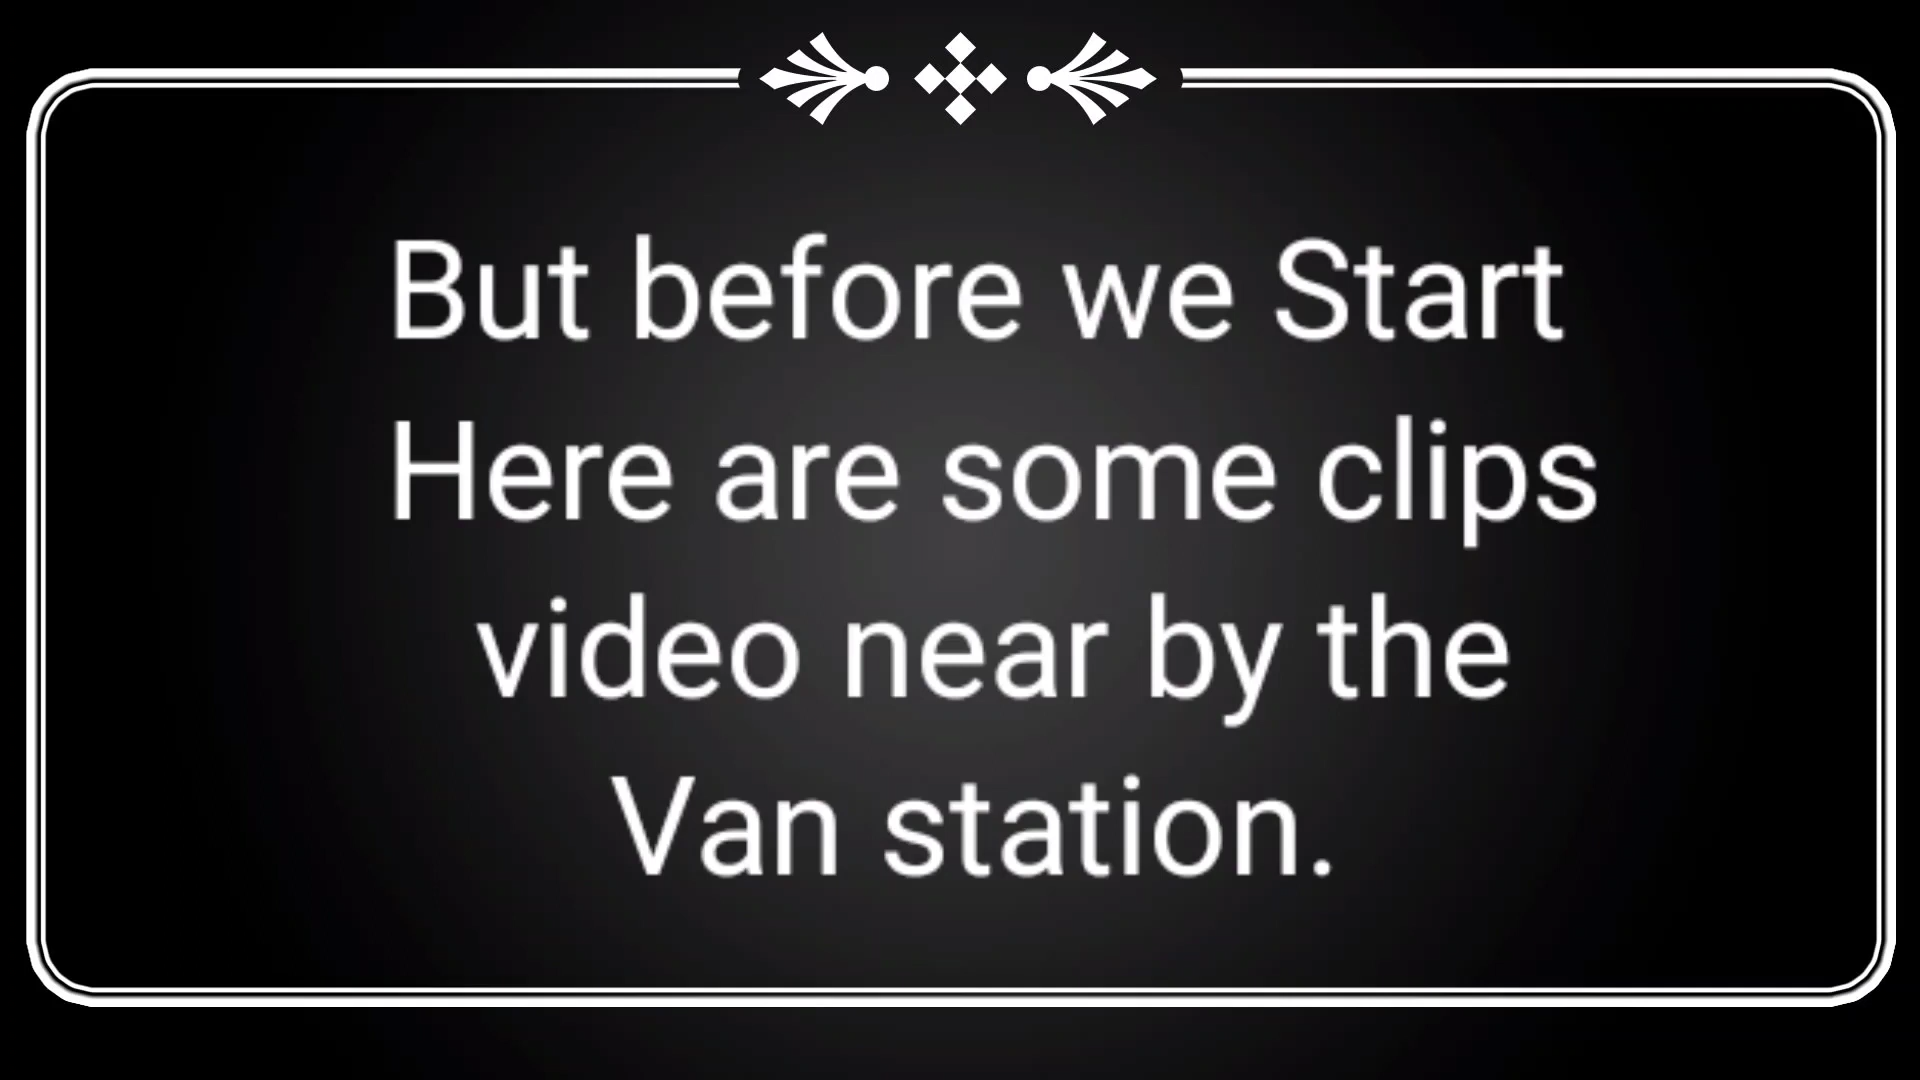 But before we Start
Here are some clips
video near by the
Van station.